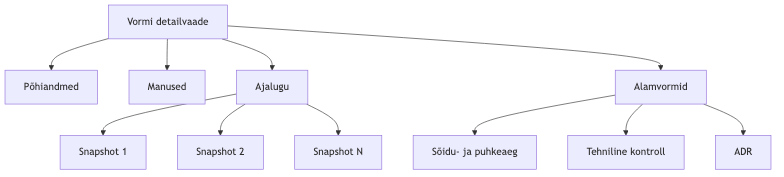 Vormi detailvaade
Põhiandmed
Manused
Ajalugu
Alamvormid
Snapshot 1
Snapshot 2
Snapshot N
Sõidu- ja puhkeaeg
Tehniline kontroll
ADR